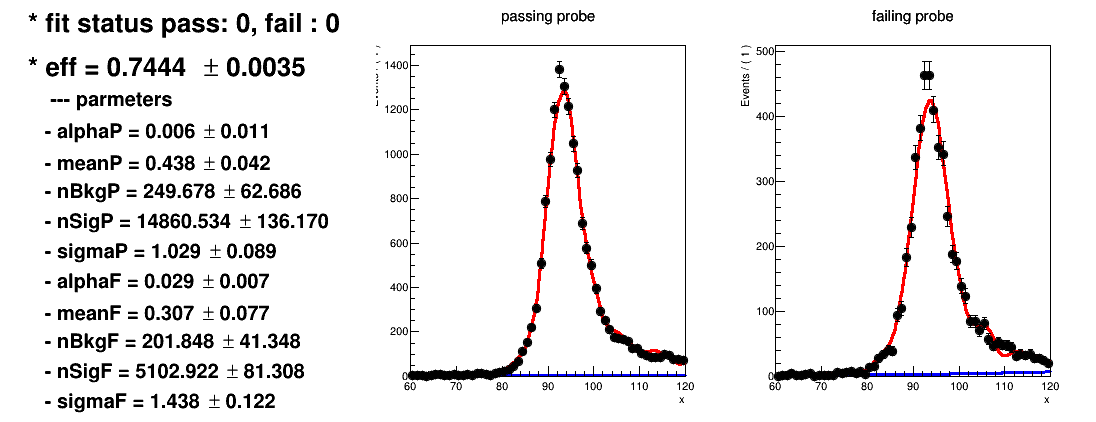 * fit status pass: 0, fail : 0
* eff = 0.7444 ± 0.0035
--- parmeters
- alphaP = 0.006 ± 0.011
- meanP = 0.438 ± 0.042
- nBkgP = 249.678 ± 62.686
- nSigP = 14860.534 ± 136.170
- sigmaP = 1.029 ± 0.089
- alphaF = 0.029 ± 0.007
- meanF = 0.307 ± 0.077
- nBkgF = 201.848 ± 41.348
- nSigF = 5102.922 ± 81.308
- sigmaF = 1.438 ± 0.122
passing probe
1400
1200
1000
800
600
400
200
0
60 70 80 90 100 110 120
x
failing probe
Events / ( 1 )
500
400
300
200
100
0
60 70 80 90 100 110 120
x